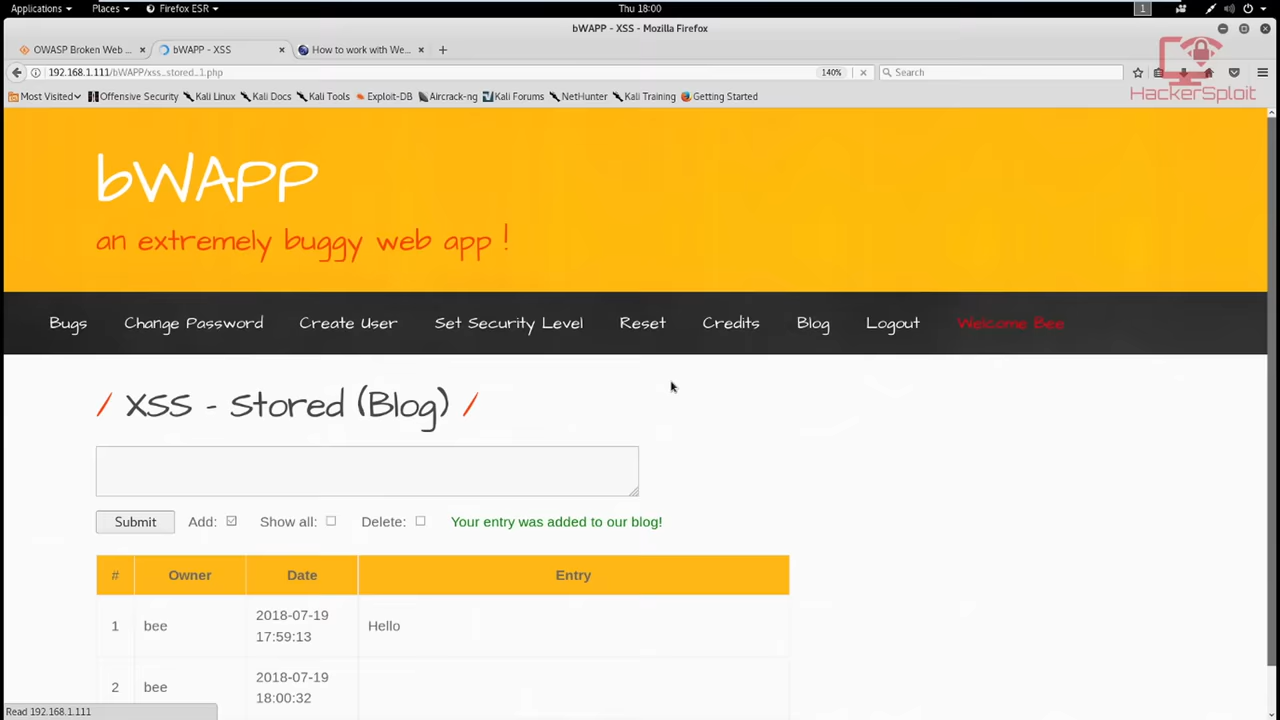 Applications Places Firefox ESR Thu 18:00 1
bWAPP - XSS - Mozilla Firefox
OWASP Broken Web ... bWAPP - XSS How to work with We...
192.168.1.111/bWAPP/xss_stored_1.php 140% Search
Most Visited Offensive Security Kali Linux Kali Docs Kali Tools Exploit-DB Aircrack-ng Kali Forums NetHunter Kali Training Getting Started
HackerSploit
bWAPP
an extremely buggy web app !
Bugs Change Password Create User Set Security Level Reset Credits Blog Logout Welcome Bee
/ XSS - Stored (Blog) /
Submit Add: Show all: Delete: Your entry was added to our blog!
# Owner Date Entry
1 bee 2018-07-19 17:59:13 Hello
2 bee 2018-07-19 18:00:32
Read 192.168.1.111